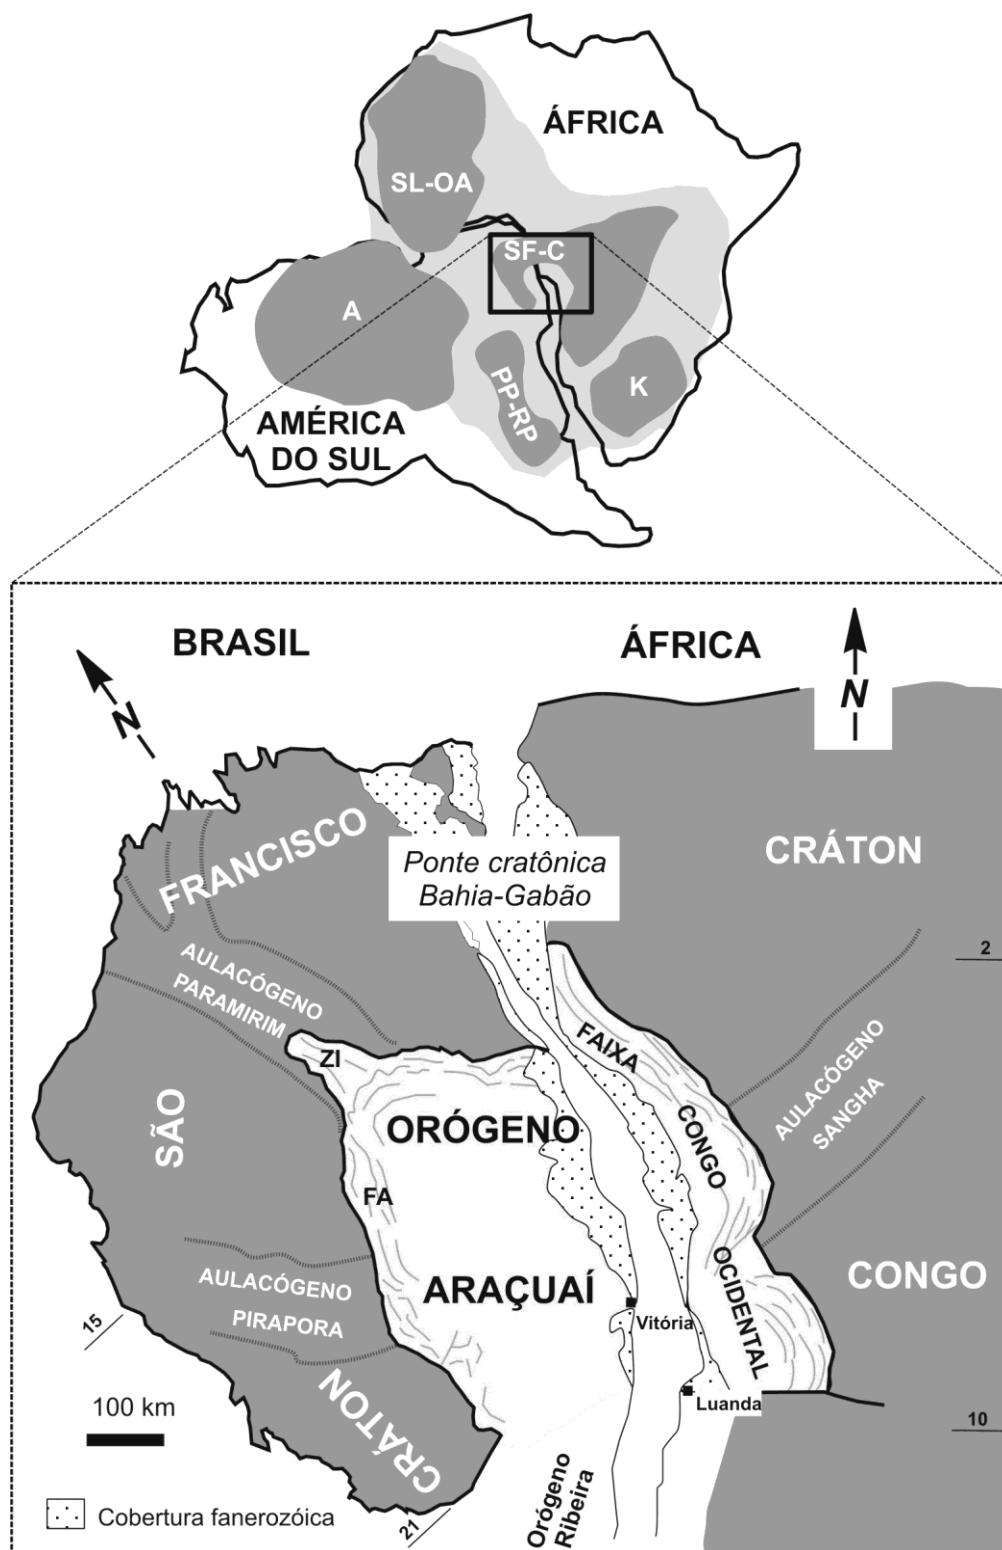 ÁFRICA
SL-OA
SF-C
A
K
PP-RP
AMÉRICA
DO SUL
BRASIL
ÁFRICA
N
N
FRANCISCO
CRÁTON
Ponte cratônica
Bahia-Gabão
2
AULACÓGENO
PARAMIRIM
FAIXA
ZI
AULACÓGENO
SANGHA
SÃO
ORÓGENO
CONGO
FA
AULACÓGENO
PIRAPORA
ARAÇUAÍ
OCIDENTAL
CONGO
15
Vitória
CRÁTON
100 km
Luanda
10
Orógeno
Ribeira
Cobertura fanerozóica
21